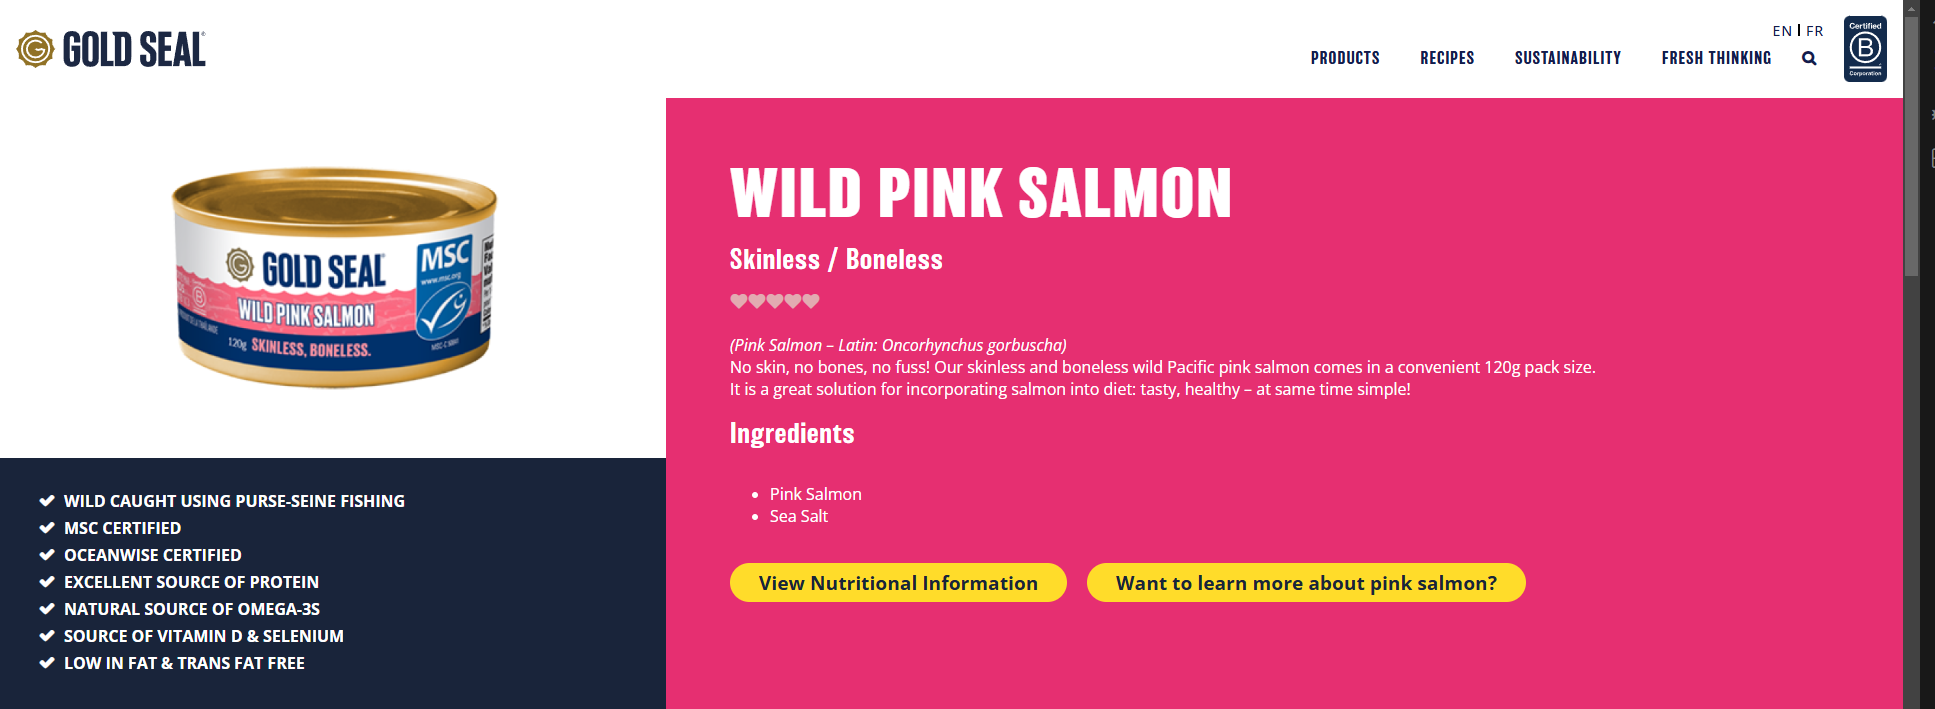 GOLD SEAL
EN | FR
PRODUCTS
RECIPES
SUSTAINABILITY
FRESH THINKING
Certified
B
Corporation
GOLD SEAL
WILD PINK SALMON
120g SKINLESS, BONELESS.
MSC
www.msc.org
WILD CAUGHT USING PURSE-SEINE FISHING
MSC CERTIFIED
OCEANWISE CERTIFIED
EXCELLENT SOURCE OF PROTEIN
NATURAL SOURCE OF OMEGA-3S
SOURCE OF VITAMIN D & SELENIUM
LOW IN FAT & TRANS FAT FREE
WILD PINK SALMON
Skinless / Boneless
(Pink Salmon – Latin: Oncorhynchus gorbuscha)
No skin, no bones, no fuss! Our skinless and boneless wild Pacific pink salmon comes in a convenient 120g pack size.
It is a great solution for incorporating salmon into diet: tasty, healthy – at same time simple!
Ingredients
• Pink Salmon
• Sea Salt
View Nutritional Information
Want to learn more about pink salmon?